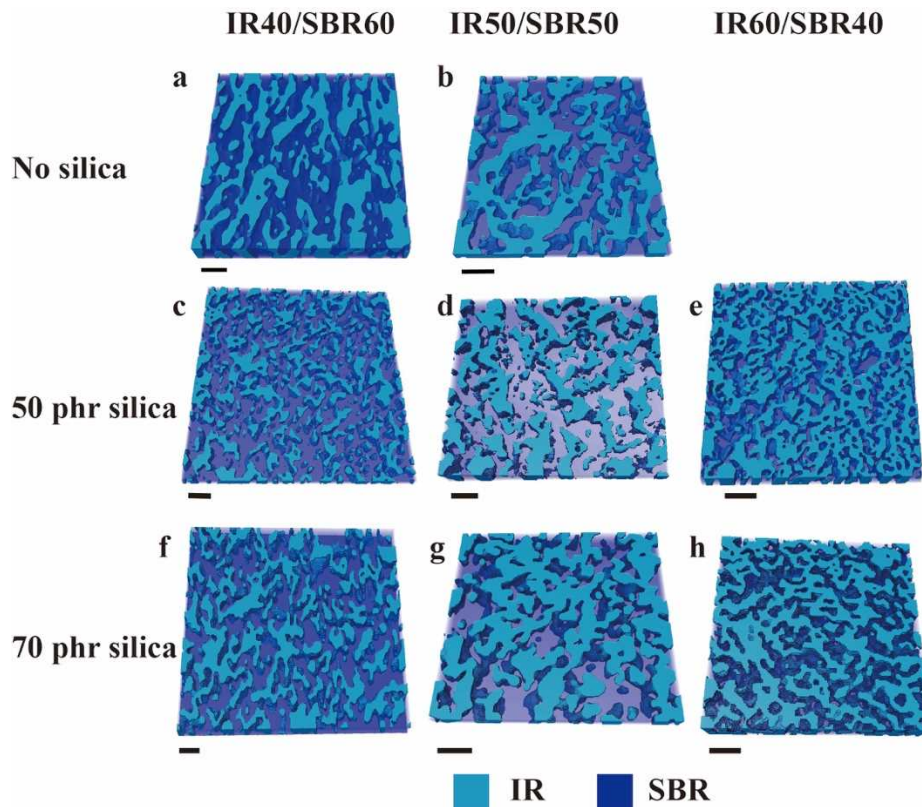 IR40/SBR60 IR50/SBR50 IR60/SBR40
a b
No silica
c d e
50 phr silica
f g h
70 phr silica
IR SBR